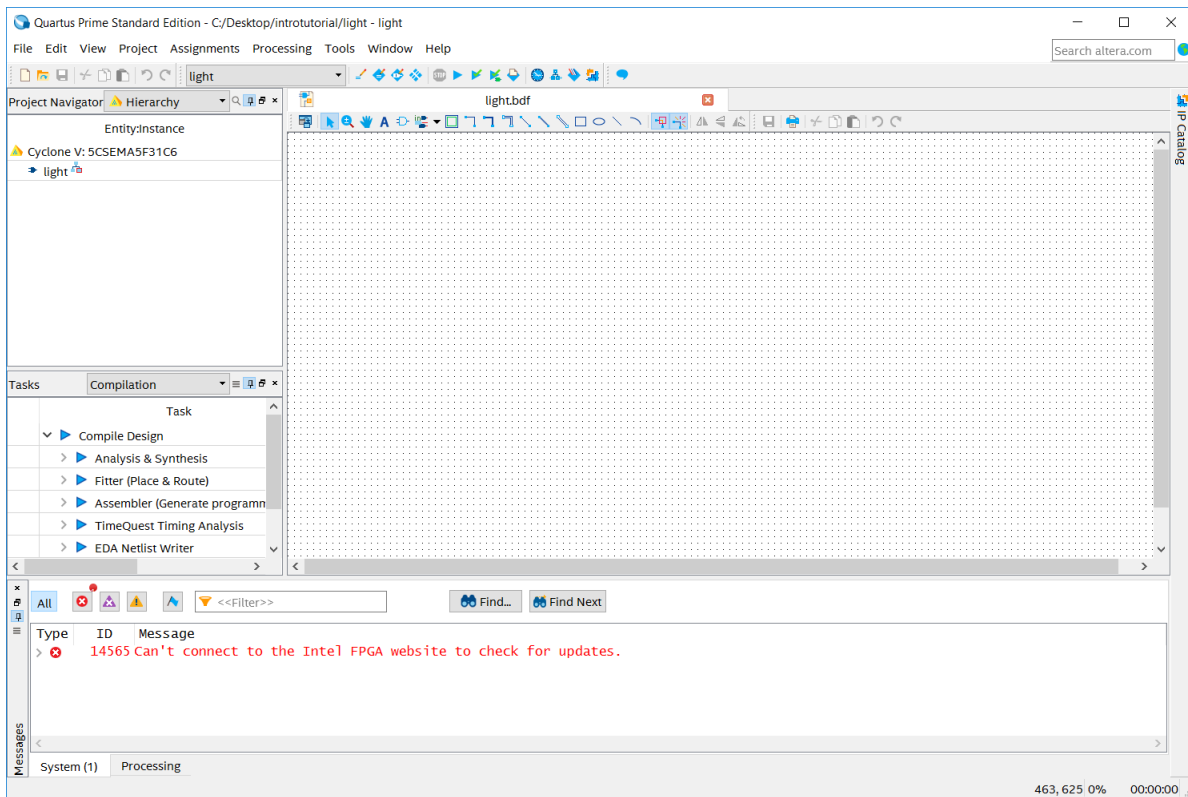 Quartus Prime Standard Edition - C:/Desktop/introtutorial/light - light
File Edit View Project Assignments Processing Tools Window Help
Search altera.com
light
Project Navigator Hierarchy
light.bdf
Entity:Instance
Cyclone V: 5CSEMA5F31C6
light
IP Catalog
Tasks Compilation
Task
Compile Design
Analysis & Synthesis
Fitter (Place & Route)
Assembler (Generate programm
TimeQuest Timing Analysis
EDA Netlist Writer
All <<Filter>> Find... Find Next
Type ID Message
14565 Can't connect to the Intel FPGA website to check for updates.
Messages
System (1) Processing
463, 625 0% 00:00:00